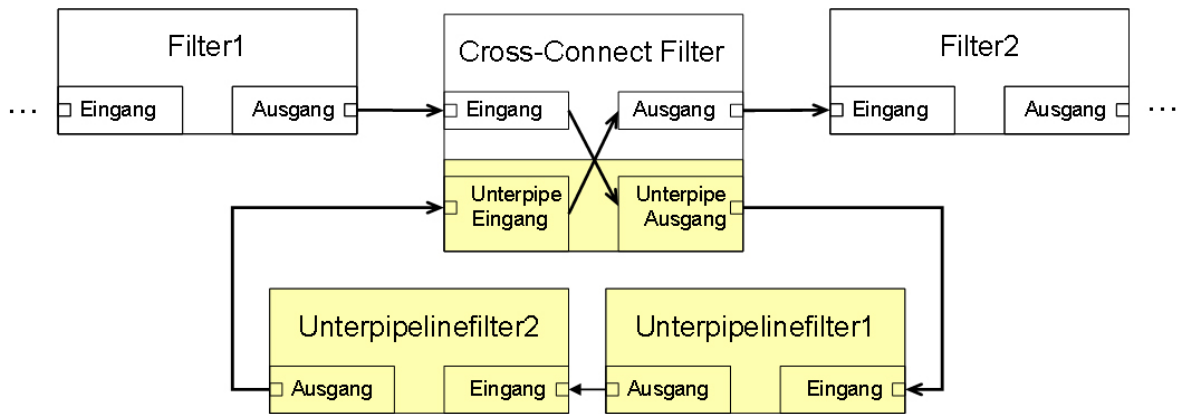 Filter1
Cross-Connect Filter
Filter2
... Eingang Ausgang Eingang Ausgang Eingang Ausgang ...
Unterpipe Unterpipe
Eingang Ausgang
Unterpipelinefilter2 Unterpipelinefilter1
Ausgang Eingang Ausgang Eingang